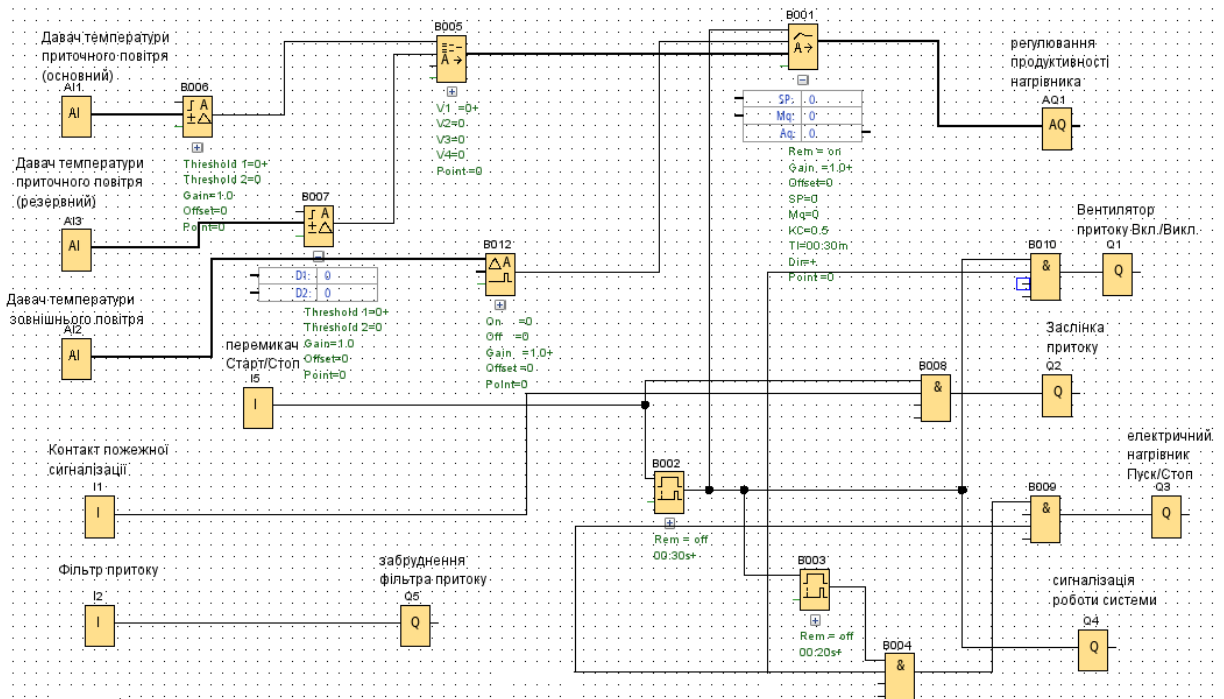 Давач температури
приточного повітря
(основний)
AI1
AI
B006
Threshold 1=0+
Threshold 2=0
Gain=1.0
Offset=0
Point=0
Давач температури
приточного повітря
(резервний)
AI3
AI
B007
D1: 0
D2: 0
Threshold 1=0+
Threshold 2=0
Gain=1.0
Offset=0
Point=0
Давач температури
зовнішнього повітря
AI2
AI
B005
A→
V1 =0+
V2=0
V3=0
V4=0
Point=0
B012
On =0
Off =0
Gain =1.0+
Offset =0
Point=0
B001
A→
SP: 0
Mq: 0
Aq: 0
Rem = on
Gain =1.0+
Offset=0
SP=0
Mq=0
KC=0.5
TI=00:30m
Dir=+
Point =0
регулювання
продуктивності
нагрівника
AQ1
AQ
Вентилятор
притоку Вкл./Викл.
B010
&
Q1
Q
перемикач
Старт/Стоп
I5
I
Заслінка
притоку
B008
&
Q2
Q
Контакт пожежної
сигналізації
I1
I
B002
Rem = off
00:30s+
електричний
нагрівник
Пуск/Стоп
B009
&
Q3
Q
Фільтр притоку
I2
I
забруднення
фільтра притоку
Q5
Q
B003
Rem = off
00:20s+
B004
&
сигналізація
роботи системи
Q4
Q